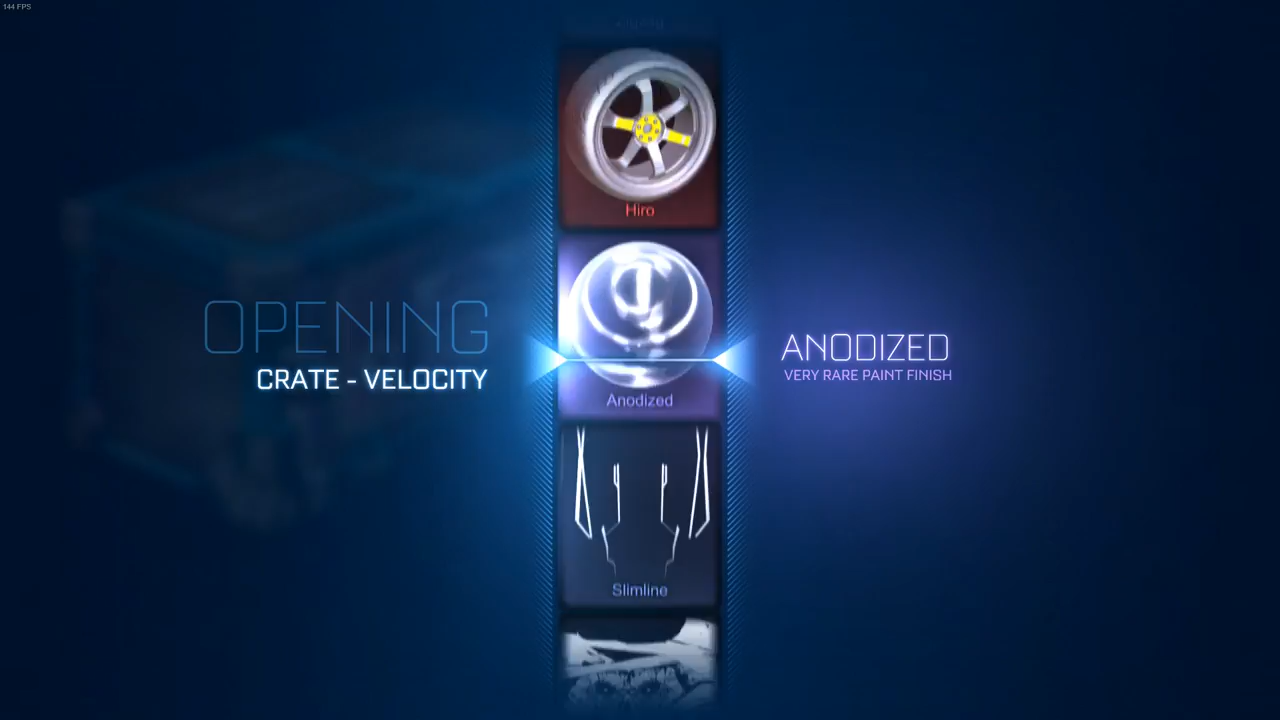 144 FPS
Hiro
OPENING
CRATE - VELOCITY
ANODIZED
VERY RARE PAINT FINISH
Anodized
Slimline